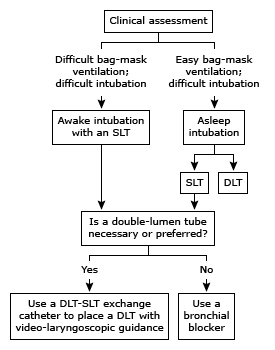 Clinical assessment
Difficult bag-mask
ventilation;
difficult intubation
Easy bag-mask
ventilation;
difficult intubation
Awake intubation
with an SLT
Asleep
intubation
SLT
DLT
Is a double-lumen tube
necessary or preferred?
Yes
No
Use a DLT-SLT exchange
catheter to place a DLT with
video-laryngoscopic guidance
Use a
bronchial
blocker